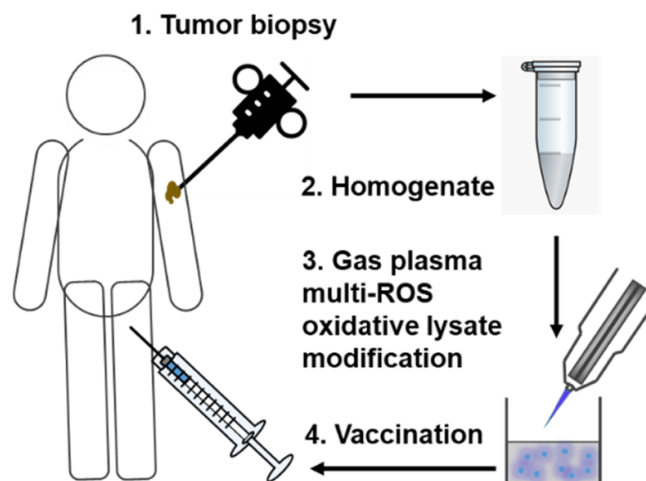 1. Tumor biopsy
2. Homogenate
3. Gas plasma
multi-ROS
oxidative lysate
modification
4. Vaccination